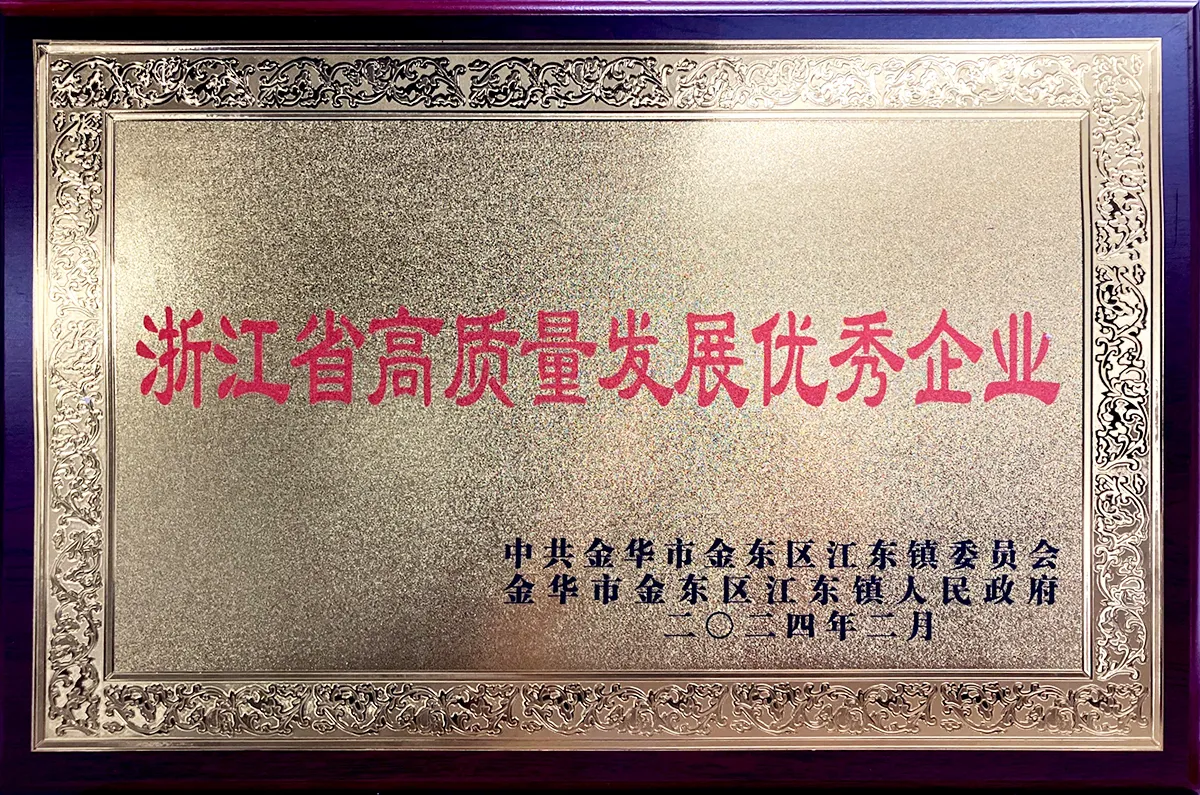 浙江省高质量发展优秀企业
中共金华市金东区江东镇委员会
金华市金东区江东镇人民政府
二〇二四年二月